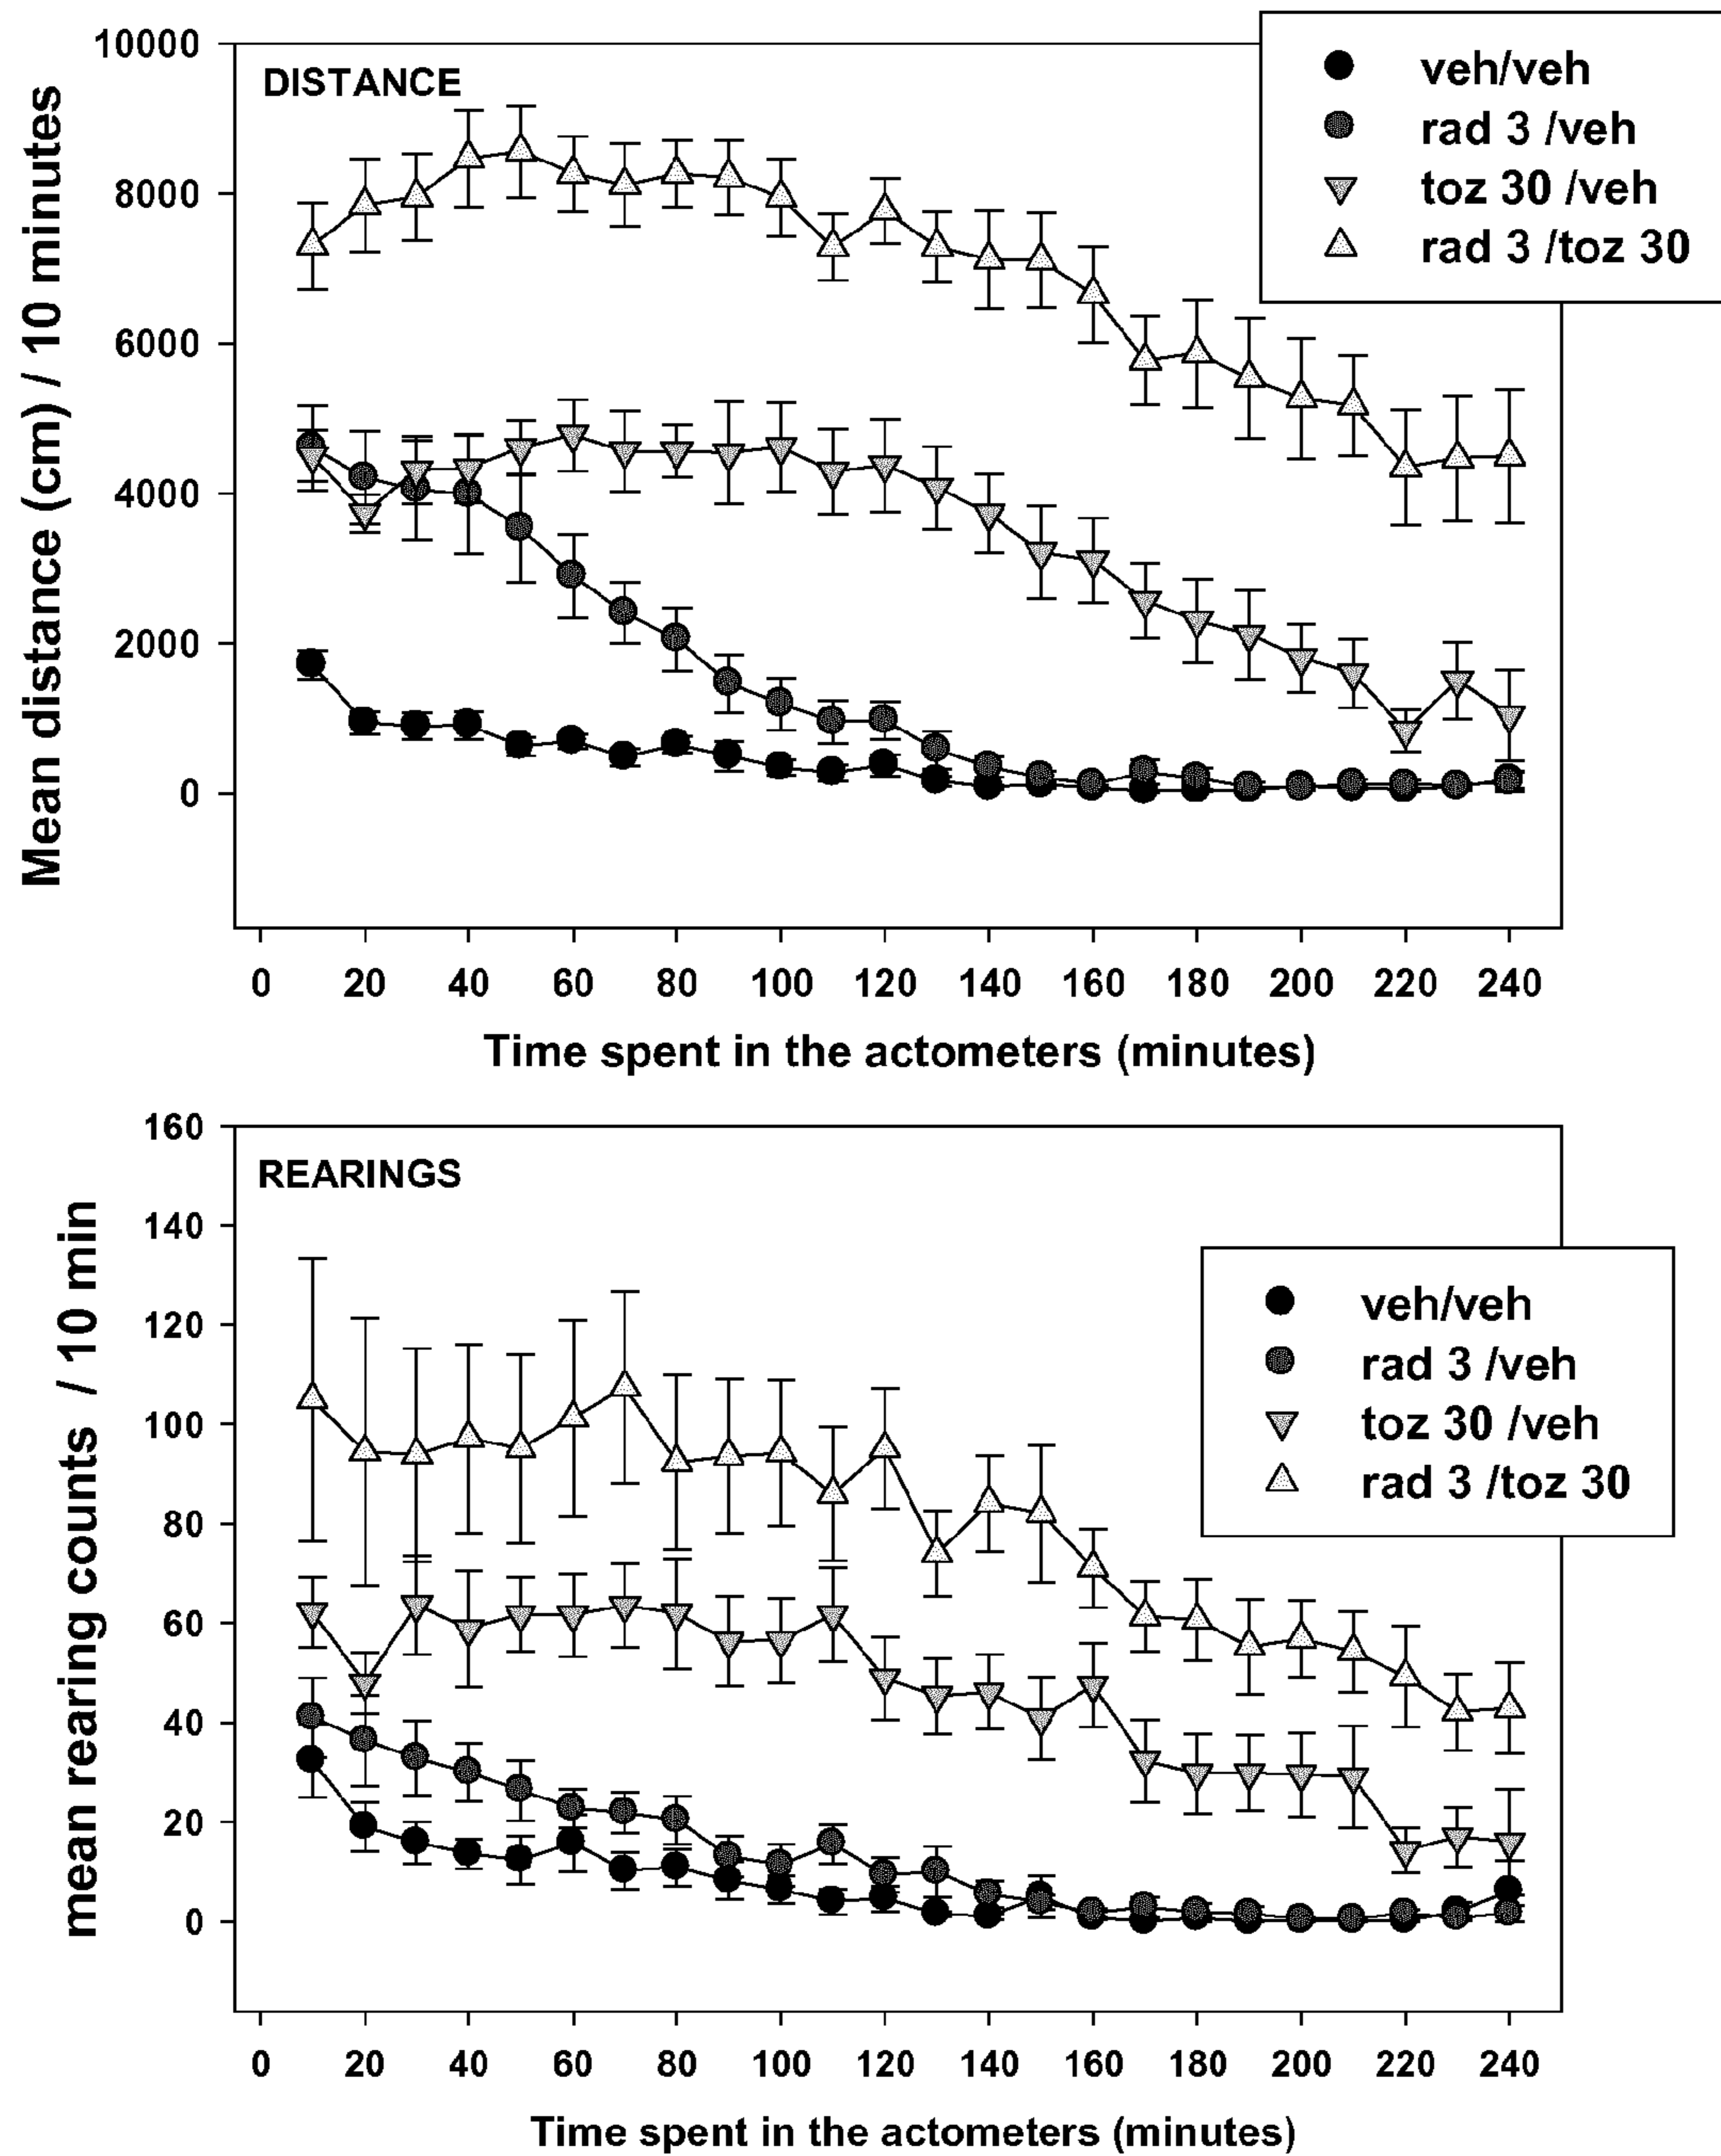 10000
8000
6000
4000
2000
0
Mean distance (cm) / 10 minutes
DISTANCE
veh/veh
rad 3 /veh
toz 30 /veh
rad 3 /toz 30
0 20 40 60 80 100 120 140 160 180 200 220 240
Time spent in the actometers (minutes)
160
140
120
100
80
60
40
20
0
mean rearing counts / 10 min
REARINGS
veh/veh
rad 3 /veh
toz 30 /veh
rad 3 /toz 30
0 20 40 60 80 100 120 140 160 180 200 220 240
Time spent in the actometers (minutes)